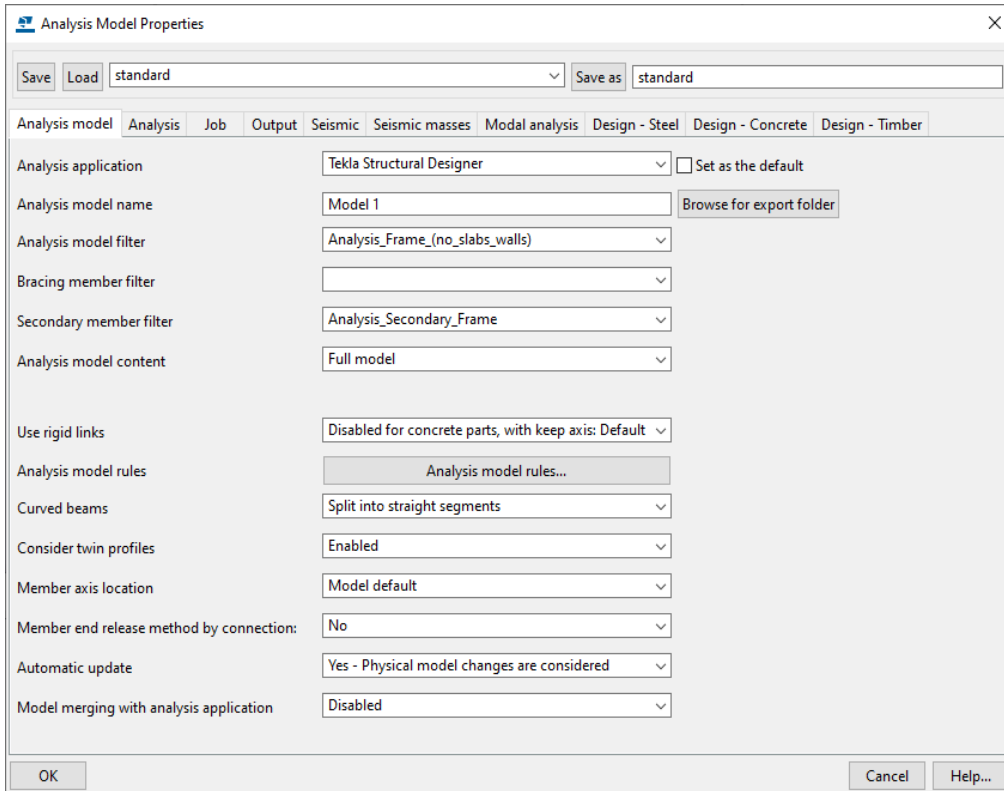 Analysis Model Properties
Save Load standard Save as standard
Analysis model Analysis Job Output Seismic Seismic masses Modal analysis Design - Steel Design - Concrete Design - Timber
Analysis application Tekla Structural Designer Set as the default
Analysis model name Model 1 Browse for export folder
Analysis model filter Analysis_Frame_(no_slabs_walls)
Bracing member filter
Secondary member filter Analysis_Secondary_Frame
Analysis model content Full model
Use rigid links Disabled for concrete parts, with keep axis: Default
Analysis model rules Analysis model rules...
Curved beams Split into straight segments
Consider twin profiles Enabled
Member axis location Model default
Member end release method by connection: No
Automatic update Yes - Physical model changes are considered
Model merging with analysis application Disabled
OK Cancel Help...